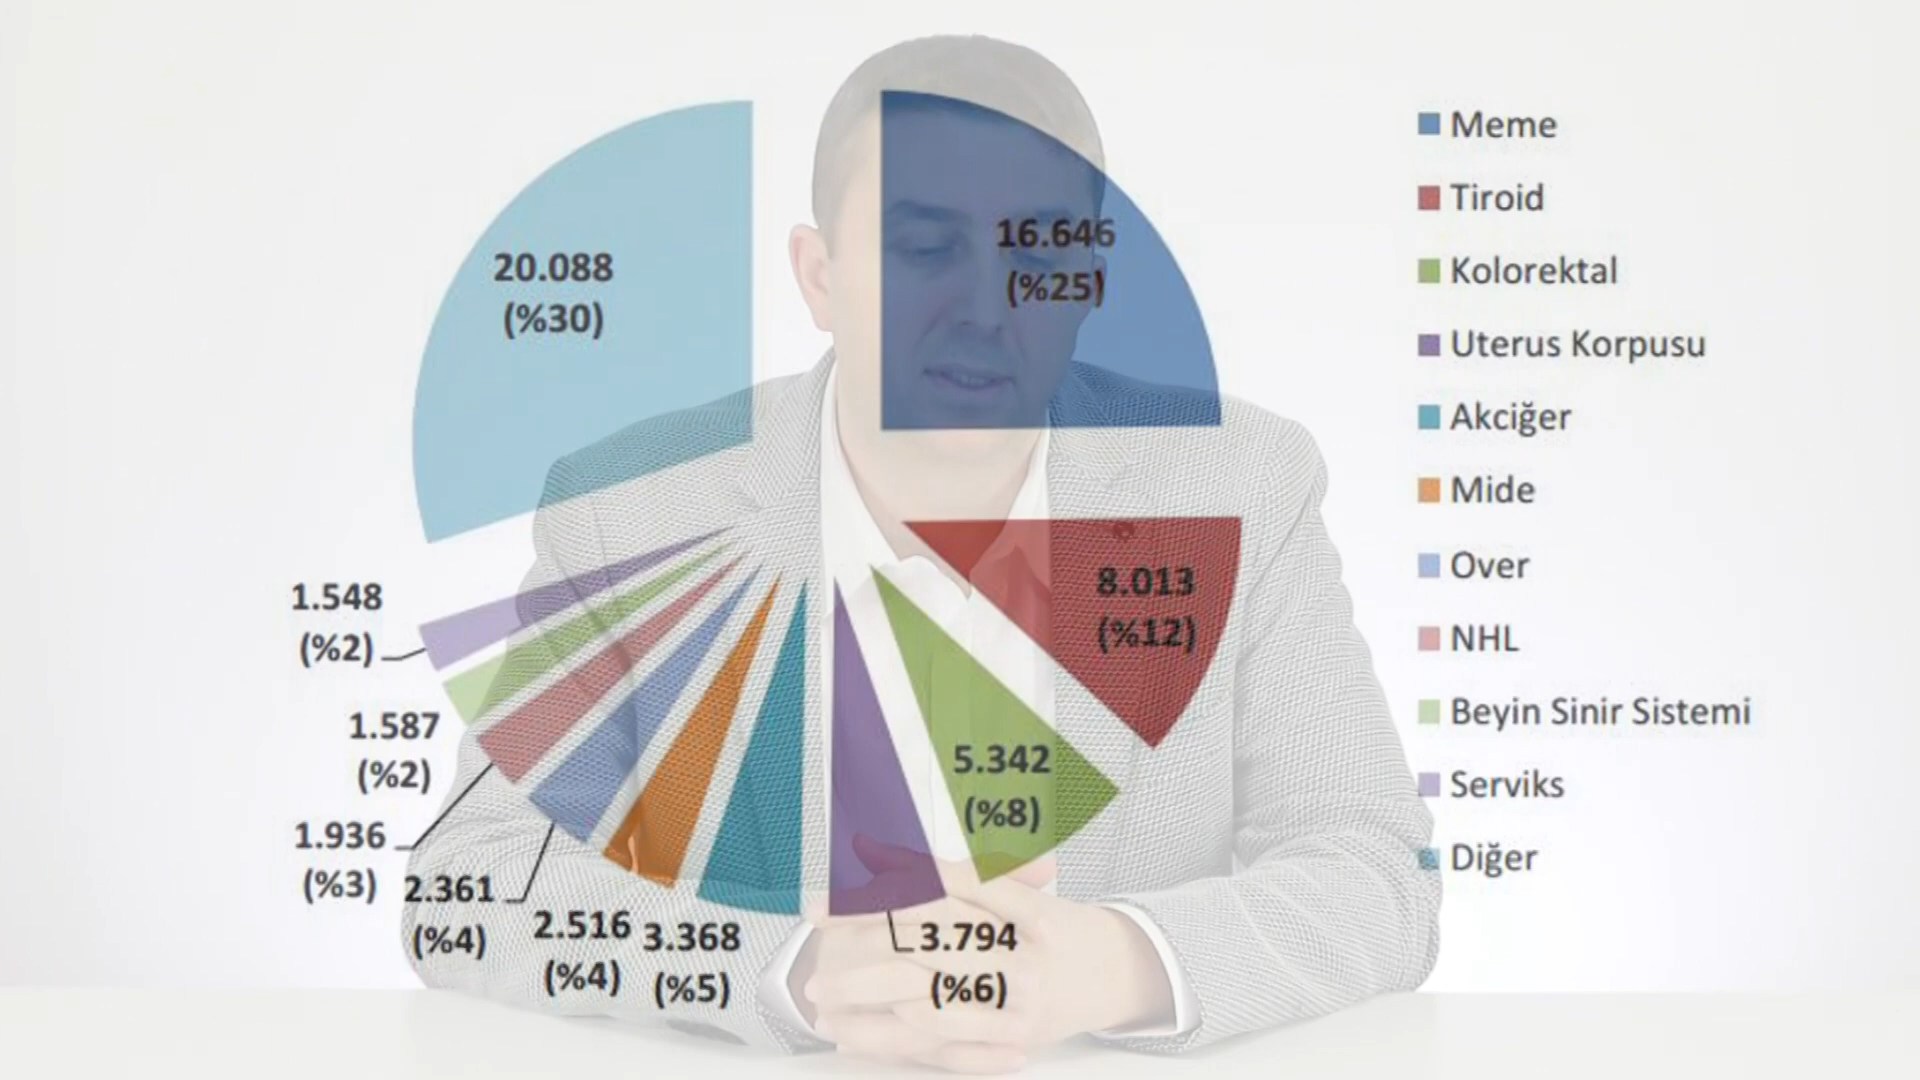 20.088
(%30)
16.646
(%25)
8.013
(%12)
5.342
(%8)
3.794
(%6)
3.368
(%5)
2.516
(%4)
2.361
(%4)
1.936
(%3)
1.587
(%2)
1.548
(%2)
Meme
Tiroid
Kolorektal
Uterus Korpusu
Akciğer
Mide
Over
NHL
Beyin Sinir Sistemi
Serviks
Diğer